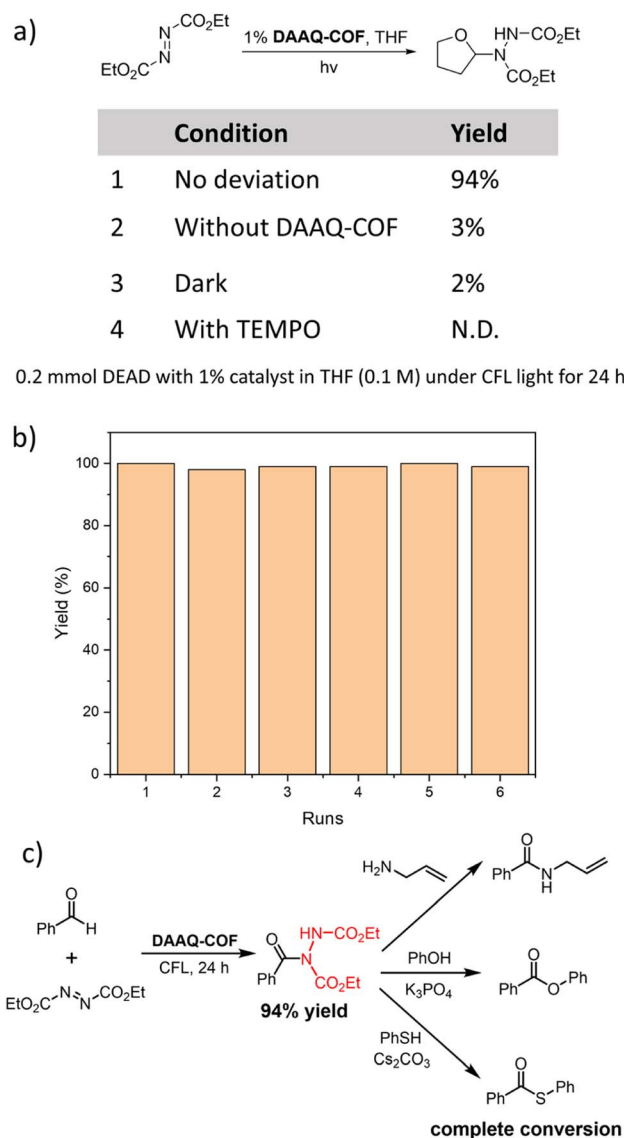 a)
CO₂Et
N
N
EtO₂C
1% DAAQ-COF, THF
hv
O
HN–CO₂Et
N
CO₂Et
Condition Yield
1 No deviation 94%
2 Without DAAQ-COF 3%
3 Dark 2%
4 With TEMPO N.D.
0.2 mmol DEAD with 1% catalyst in THF (0.1 M) under CFL light for 24 h
b)
Yield (%)
100
80
60
40
20
0
1 2 3 4 5 6
Runs
c)
O
Ph H
+
EtO₂C N N CO₂Et
DAAQ-COF
CFL, 24 h
O HN–CO₂Et
Ph N
CO₂Et
94% yield
H₂N
O
Ph N
H
PhOH
K₃PO₄
O
Ph O Ph
PhSH
Cs₂CO₃
O
Ph S Ph
complete conversion